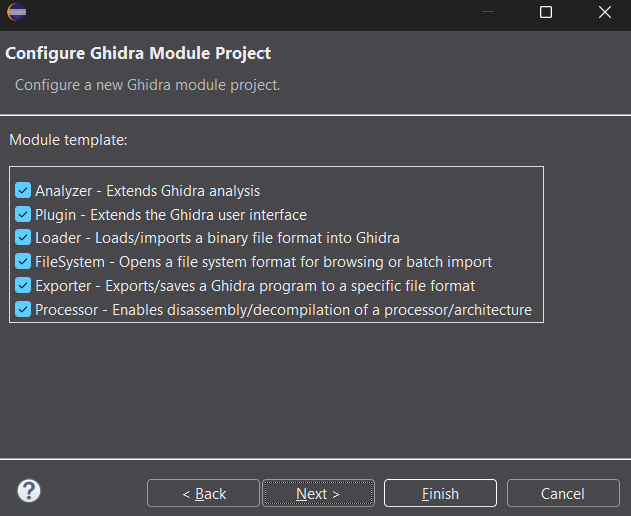 Configure Ghidra Module Project
Configure a new Ghidra module project.
Module template:
Analyzer - Extends Ghidra analysis
Plugin - Extends the Ghidra user interface
Loader - Loads/imports a binary file format into Ghidra
FileSystem - Opens a file system format for browsing or batch import
Exporter - Exports/saves a Ghidra program to a specific file format
Processor - Enables disassembly/decompilation of a processor/architecture
?
< Back
Next >
Finish
Cancel